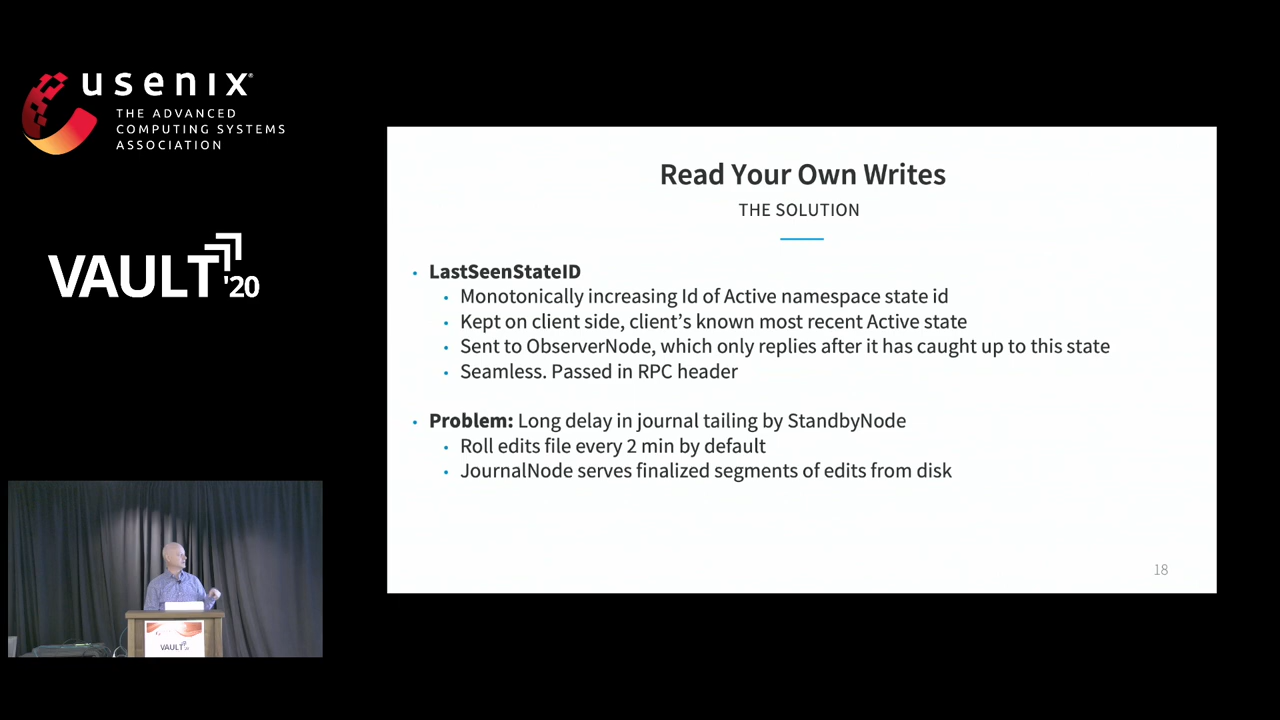 usenix®
THE ADVANCED
COMPUTING SYSTEMS
ASSOCIATION
VAULT '20
Read Your Own Writes
THE SOLUTION
• LastSeenStateID
• Monotonically increasing Id of Active namespace state id
• Kept on client side, client's known most recent Active state
• Sent to ObserverNode, which only replies after it has caught up to this state
• Seamless. Passed in RPC header
• Problem: Long delay in journal tailing by StandbyNode
• Roll edits file every 2 min by default
• JournalNode serves finalized segments of edits from disk
18
VAULT '20